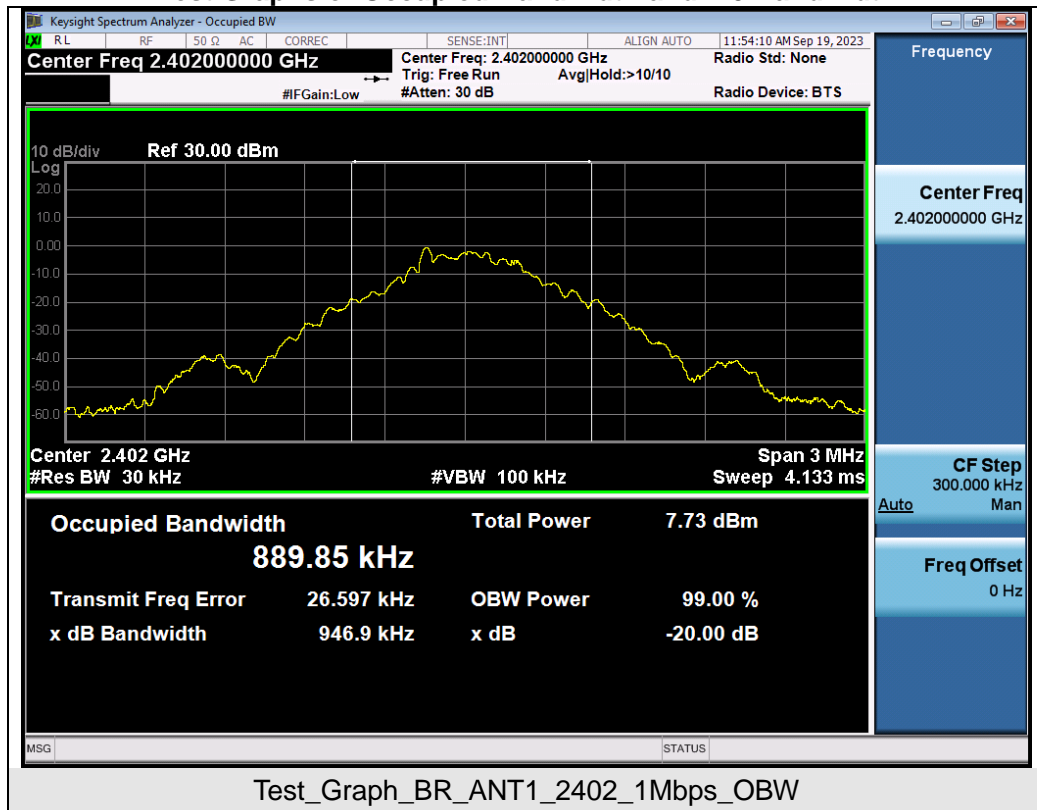 Keysight Spectrum Analyzer - Occupied BW
LXI RL RF 50 Ω AC CORREC SENSE:INT ALIGN AUTO 11:54:10 AM Sep 19, 2023
Center Freq 2.402000000 GHz Center Freq: 2.402000000 GHz Radio Std: None
Trig: Free Run Avg|Hold:>10/10
#IFGain:Low #Atten: 30 dB Radio Device: BTS
10 dB/div Ref 30.00 dBm
Log
20.0
10.0
0.00
-10.0
-20.0
-30.0
-40.0
-50.0
-60.0
Center 2.402 GHz Span 3 MHz
#Res BW 30 kHz #VBW 100 kHz Sweep 4.133 ms
Occupied Bandwidth Total Power 7.73 dBm
889.85 kHz
Transmit Freq Error 26.597 kHz OBW Power 99.00 %
x dB Bandwidth 946.9 kHz x dB -20.00 dB
MSG STATUS
Frequency
Center Freq
2.402000000 GHz
CF Step
300.000 kHz
Auto Man
Freq Offset
0 Hz
Test_Graph_BR_ANT1_2402_1Mbps_OBW